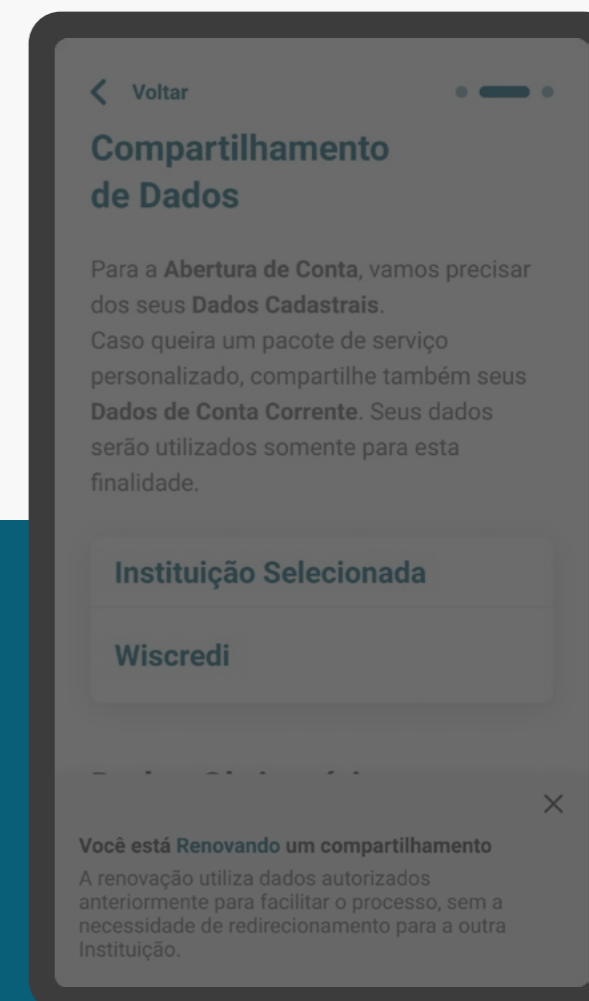 Voltar
Compartilhamento
de Dados
Para a Abertura de Conta, vamos precisar
dos seus Dados Cadastrais.
Caso queira um pacote de serviço
personalizado, compartilhe também seus
Dados de Conta Corrente. Seus dados
serão utilizados somente para esta
finalidade.
Instituição Selecionada
Wiscredi
Você está Renovando um compartilhamento
A renovação utiliza dados autorizados
anteriormente para facilitar o processo, sem a
necessidade de redirecionamento para a outra
Instituição.